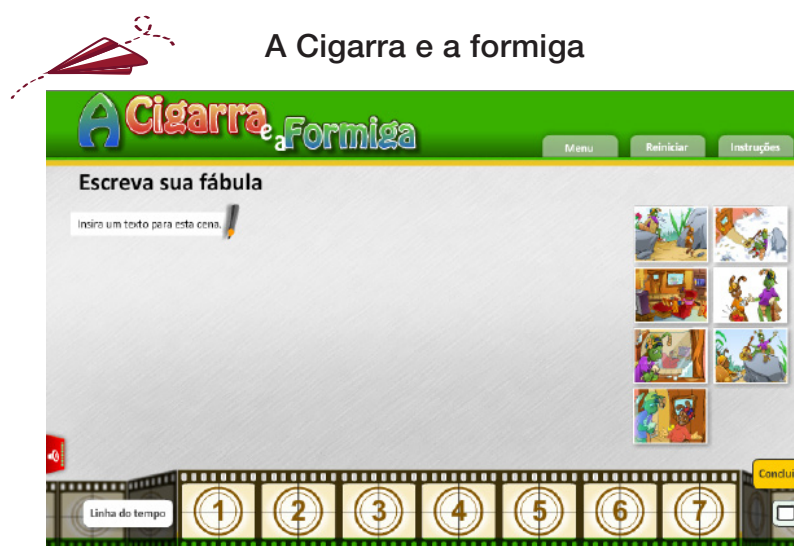 A Cigarra e a formiga
A Cigarra e a Formiga
Menu
Reiniciar
Instruções
Escreva sua fábula
Insira um texto para esta cena.
Linha do tempo
1
2
3
4
5
6
7
Conclui